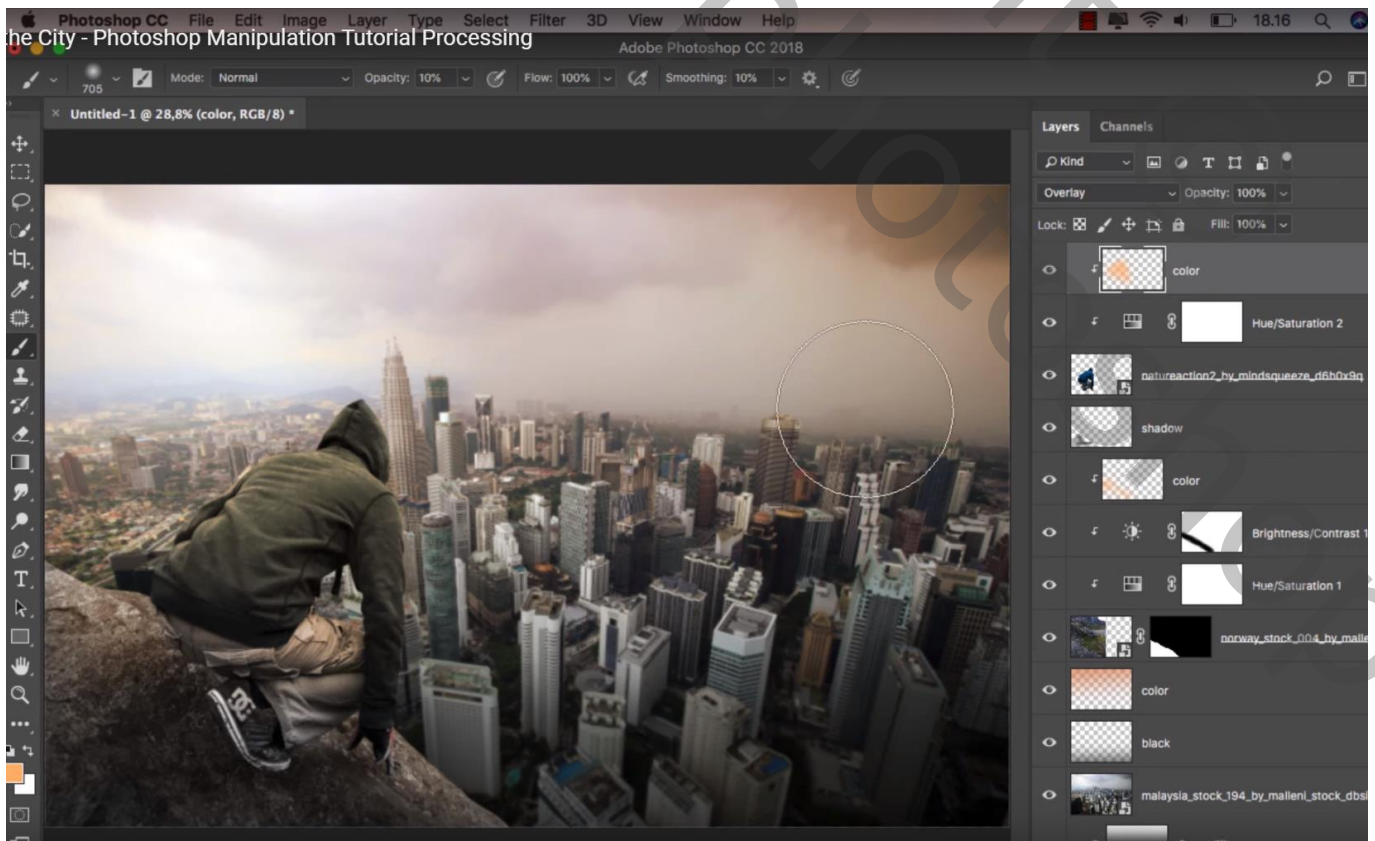 Photoshop CC File Edit Image Layer Type Select Filter 3D View Window Help 18.16
the City - Photoshop Manipulation Tutorial Processing
Adobe Photoshop CC 2018
705 Mode: Normal Opacity: 10% Flow: 100% Smoothing: 10%
× Untitled-1 @ 28,8% (color, RGB/8) *
Layers Channels
Kind
Overlay Opacity: 100%
Lock: Fill: 100%
color
Hue/Saturation 2
natureaction2_by_mindsqueeze_d6h0x9q
shadow
color
Brightness/Contrast 1
Hue/Saturation 1
norway_stock_004_by_malle
color
black
malaysia_stock_194_by_malleni_stock_dbsl
DC